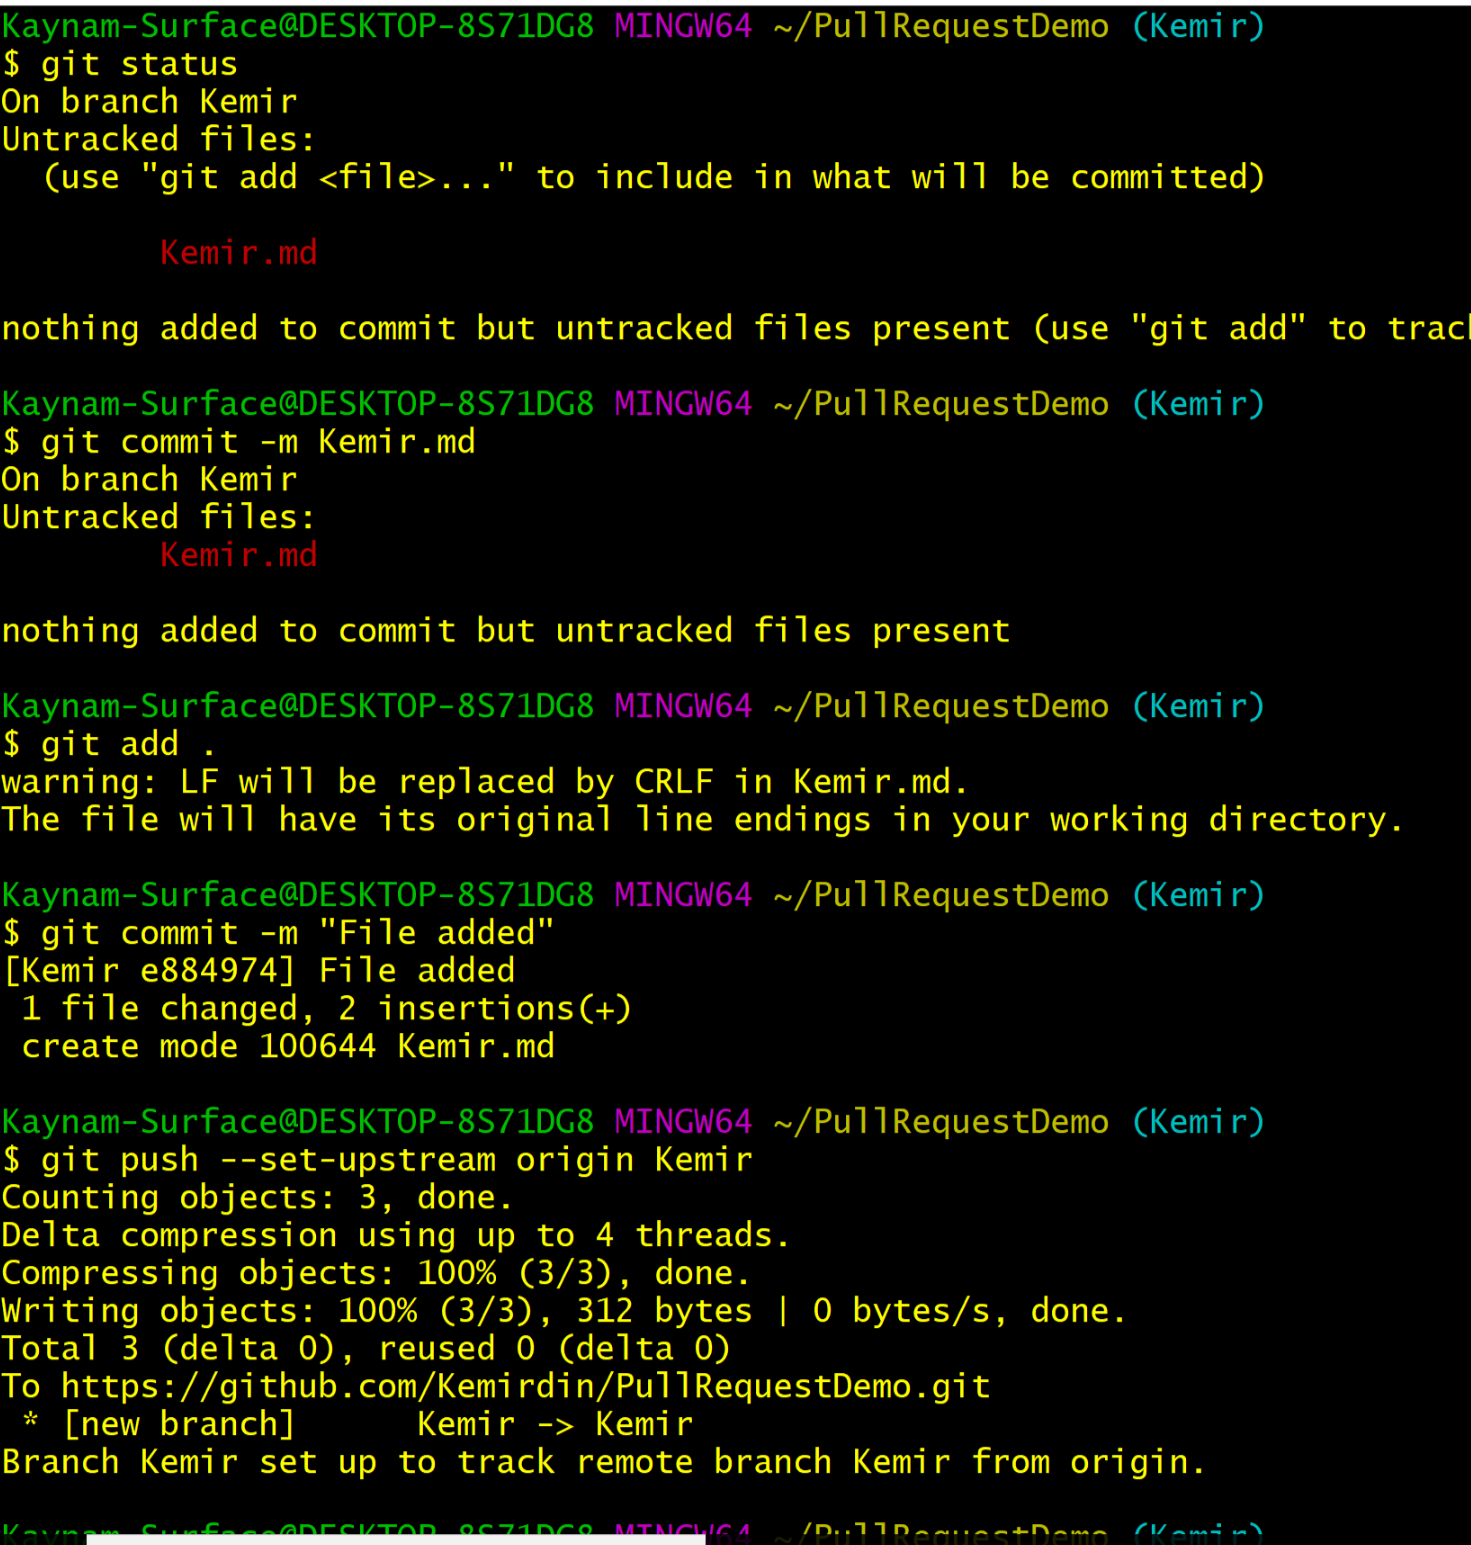 Kaynam-Surface@DESKTOP-8S71DG8 MINGW64 ~/PullRequestDemo (Kemir)
$ git status
On branch Kemir
Untracked files:
  (use "git add <file>..." to include in what will be committed)

        Kemir.md

nothing added to commit but untracked files present (use "git add" to track

Kaynam-Surface@DESKTOP-8S71DG8 MINGW64 ~/PullRequestDemo (Kemir)
$ git commit -m Kemir.md
On branch Kemir
Untracked files:
        Kemir.md

nothing added to commit but untracked files present

Kaynam-Surface@DESKTOP-8S71DG8 MINGW64 ~/PullRequestDemo (Kemir)
$ git add .
warning: LF will be replaced by CRLF in Kemir.md.
The file will have its original line endings in your working directory.

Kaynam-Surface@DESKTOP-8S71DG8 MINGW64 ~/PullRequestDemo (Kemir)
$ git commit -m "File added"
[Kemir e884974] File added
 1 file changed, 2 insertions(+)
 create mode 100644 Kemir.md

Kaynam-Surface@DESKTOP-8S71DG8 MINGW64 ~/PullRequestDemo (Kemir)
$ git push --set-upstream origin Kemir
Counting objects: 3, done.
Delta compression using up to 4 threads.
Compressing objects: 100% (3/3), done.
Writing objects: 100% (3/3), 312 bytes | 0 bytes/s, done.
Total 3 (delta 0), reused 0 (delta 0)
To https://github.com/Kemirdin/PullRequestDemo.git
 * [new branch]      Kemir -> Kemir
Branch Kemir set up to track remote branch Kemir from origin.

Kaynam-Surface@DESKTOP-8S71DG8 MINGW64 ~/PullRequestDemo (Kemir)